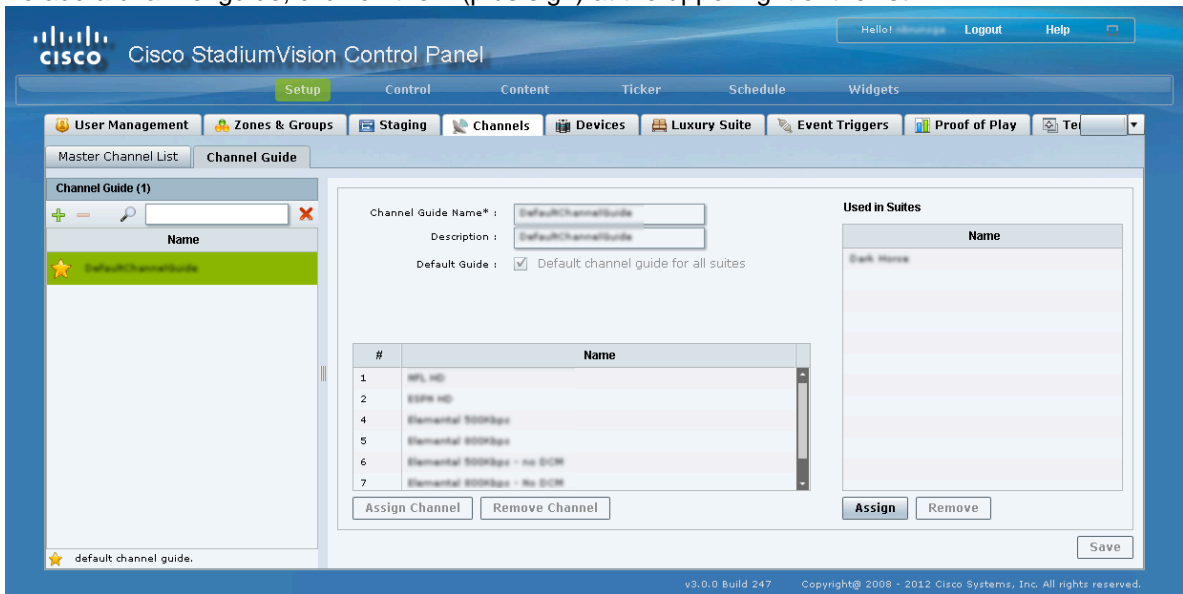 CISCO Cisco StadiumVision Control Panel
Hello! Logout Help
Setup Control Content Ticker Schedule Widgets
User Management Zones & Groups Staging Channels Devices Luxury Suite Event Triggers Proof of Play
Master Channel List Channel Guide
Channel Guide (1)
Name
DefaultChannelGuide
default channel guide.
Channel Guide Name* : DefaultChannelGuide
Description : DefaultChannelGuide
Default Guide : Default channel guide for all suites
# Name
1 NFL HD
2 ESPN HD
4 Elemental 500Kbps
5 Elemental 800Kbps
6 Elemental 500Kbps - no DCM
7 Elemental 800Kbps - No DCM
Assign Channel Remove Channel
Used in Suites
Name
Dark Horse
Assign Remove
Save
v3.0.0 Build 247 Copyright@ 2008 - 2012 Cisco Systems, Inc. All rights reserved.